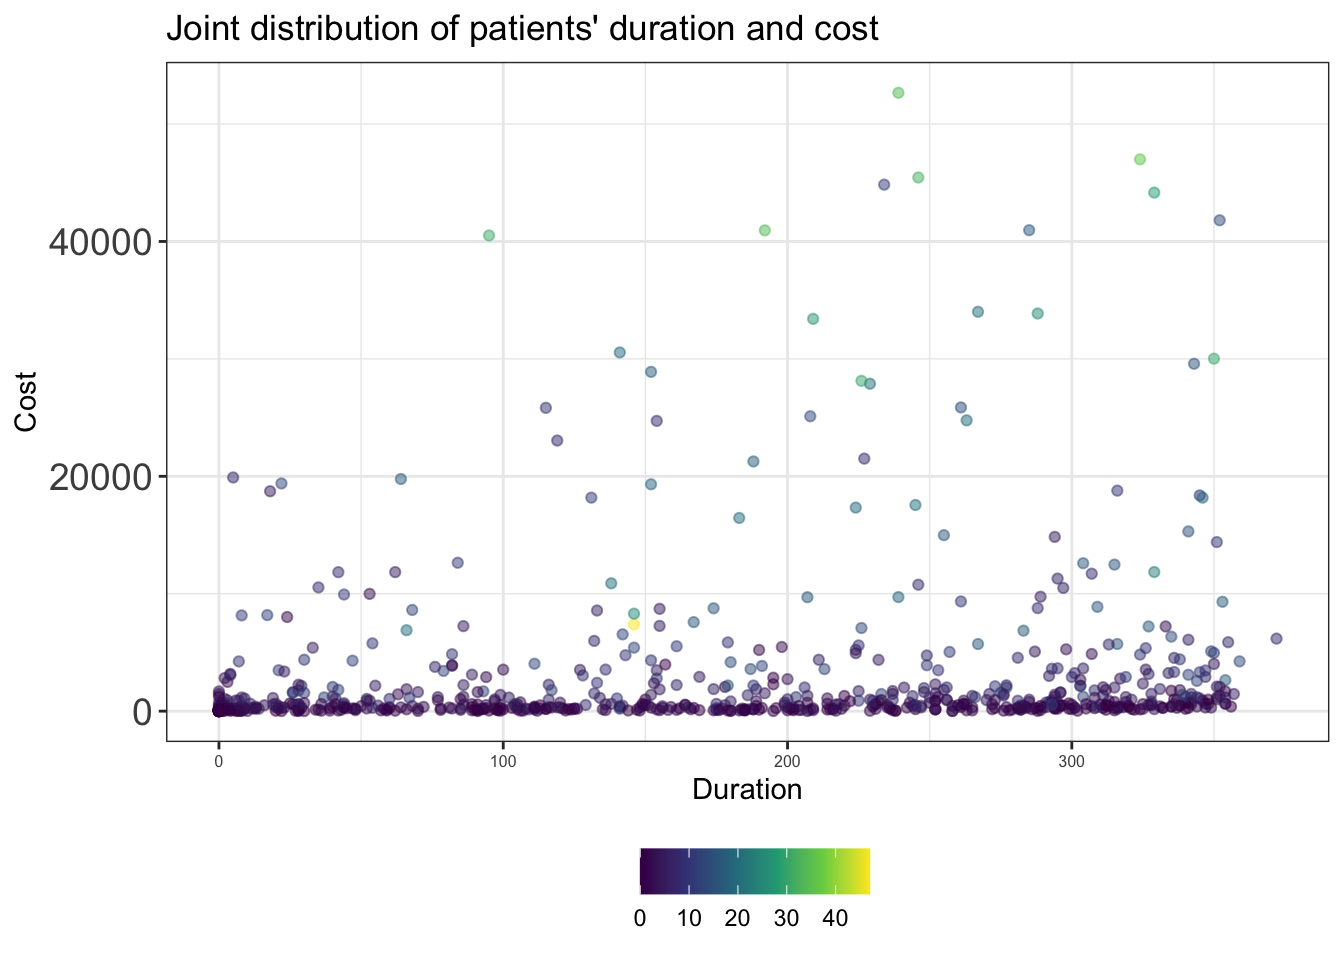 Joint distribution of patients' duration and cost
Cost
40000
20000
0
0 100 200 300
Duration
0 10 20 30 40